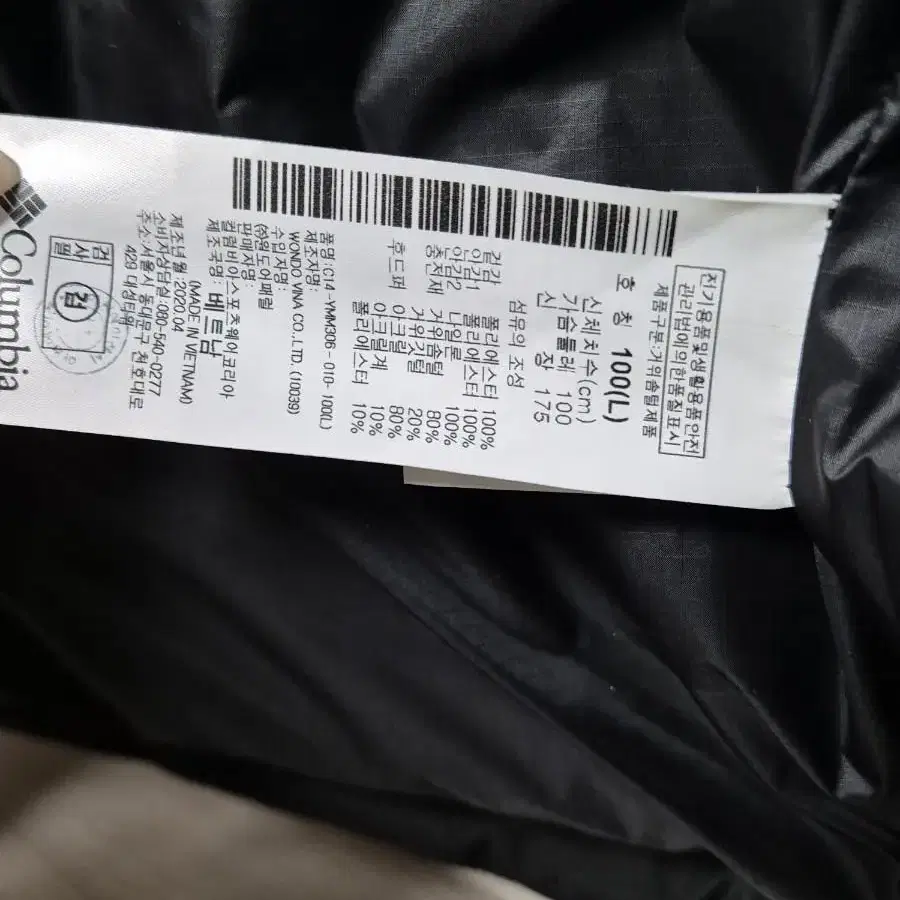 전기용품및생활용품안전
관리법에의한품질표시
제품구분:거위솜털제품
호 칭 100(L)
신체치수(cm)
가슴둘레 100
신 장 175
섬유의 조성
겉감 폴리에스터 100%
안감1 폴리에스터 100%
안감2 나일론 100%
충전재 거위솜털 80%
거위깃털 20%
후드퍼 아크릴 80%
아크릴계 10%
폴리에스터 10%
품명:C14-YMM306-010-100(L)
제조자명:
WONDO VINA CO.,LTD. (10039)
수입자명:
(주)원도어패럴
판매자명:
컬럼비아스포츠웨어코리아
제조국명: 베트남
(MADE IN VIETNAM)
제조년월:2020.04
소비자상담실:080-540-0277
주소:서울시 동대문구 천호대로
429 대성타워
검사필
검
Columbia